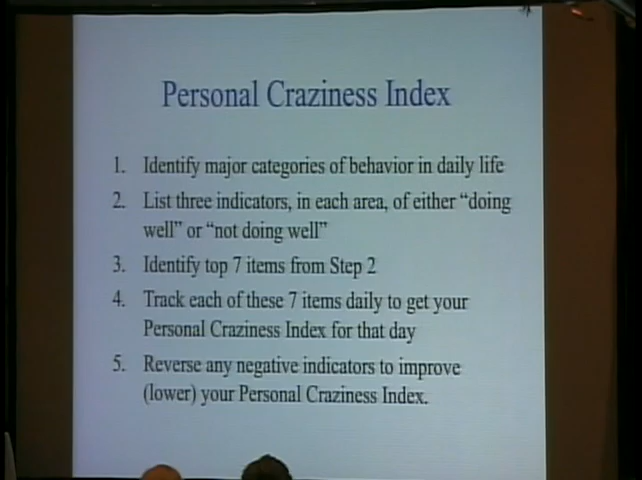 Personal Craziness Index
1. Identify major categories of behavior in daily life
2. List three indicators, in each area, of either “doing
well” or “not doing well”
3. Identify top 7 items from Step 2
4. Track each of these 7 items daily to get your
Personal Craziness Index for that day
5. Reverse any negative indicators to improve
(lower) your Personal Craziness Index.